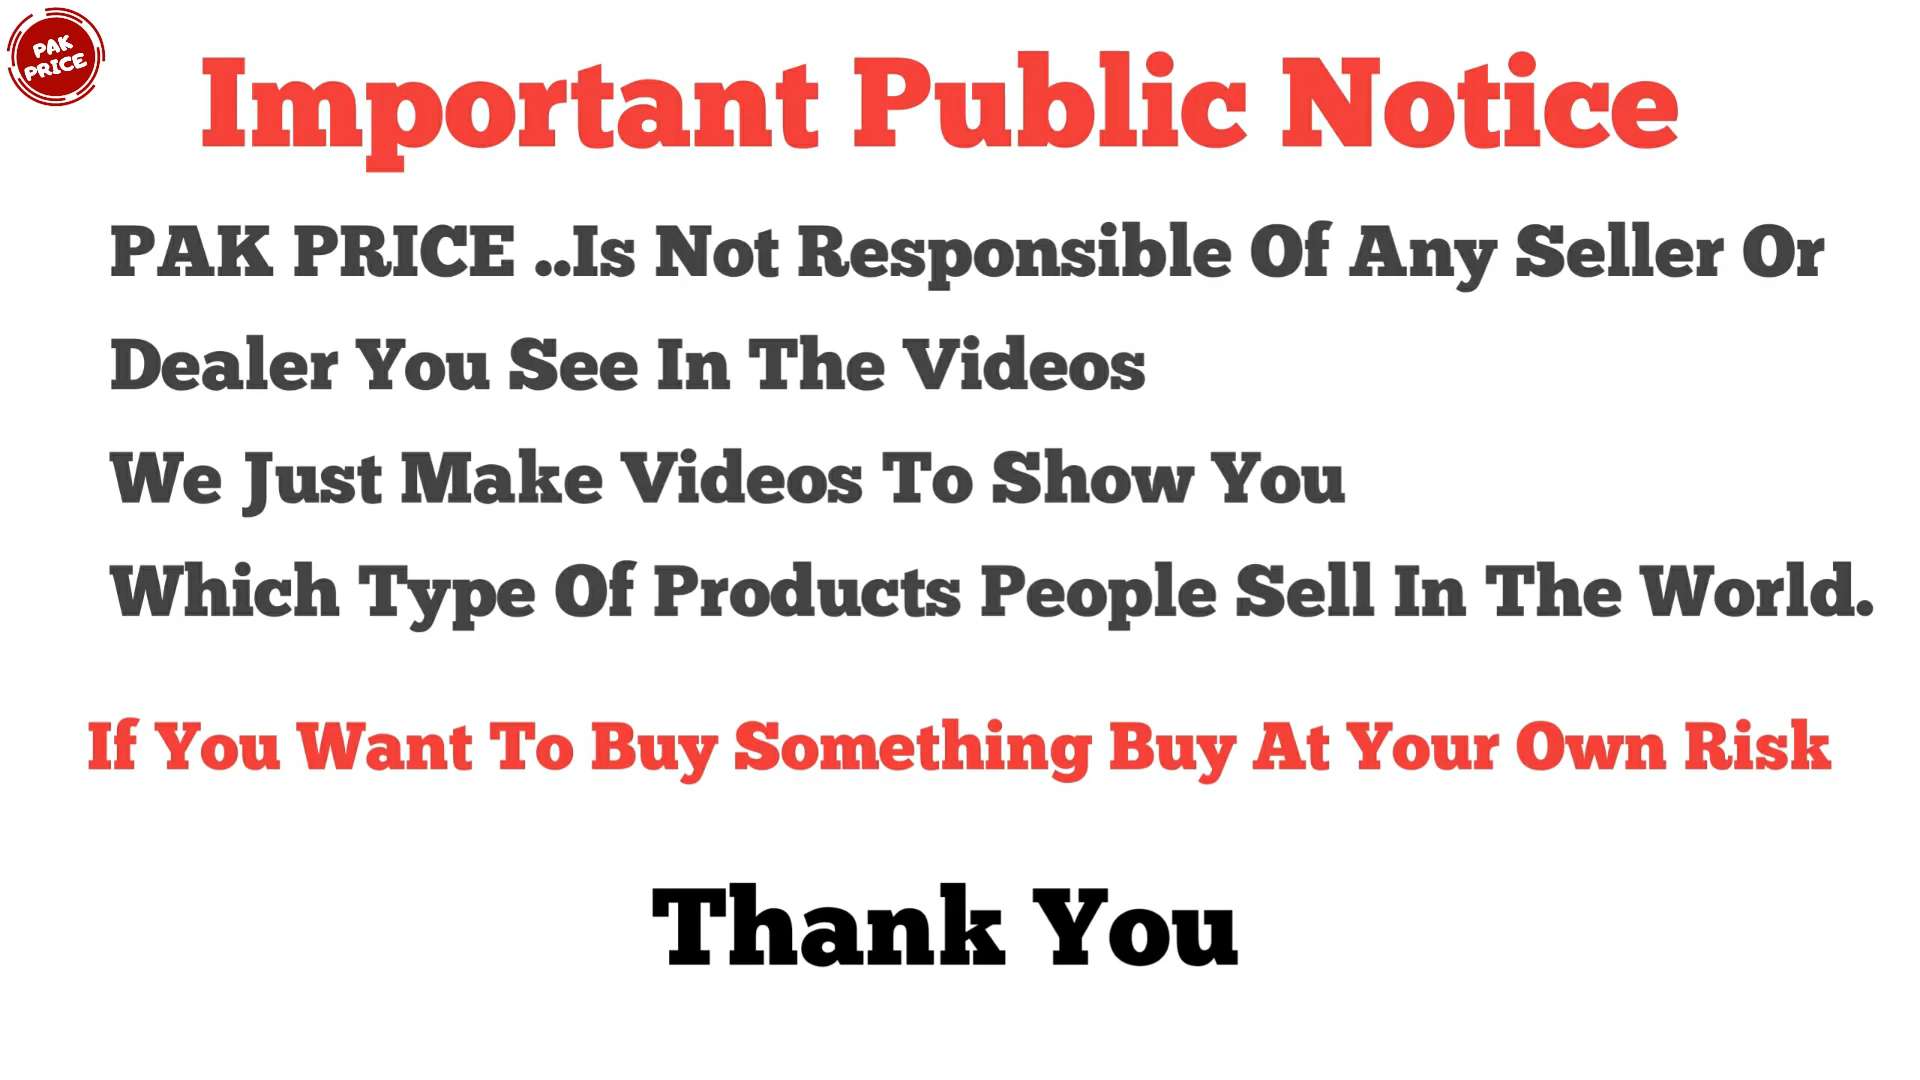 PAK
PRICE
Important Public Notice
PAK PRICE ..Is Not Responsible Of Any Seller Or
Dealer You See In The Videos
We Just Make Videos To Show You
Which Type Of Products People Sell In The World.
If You Want To Buy Something Buy At Your Own Risk
Thank You